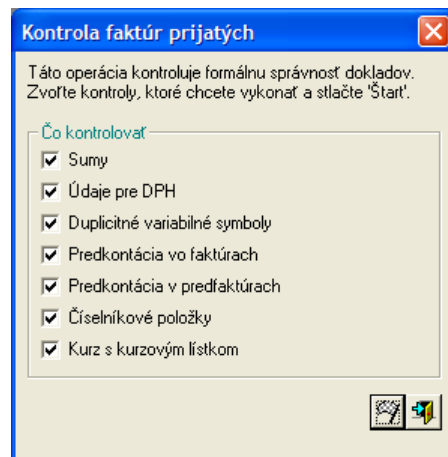 Kontrola faktúr prijatých
Táto operácia kontroluje formálnu správnosť dokladov.
Zvoľte kontroly, ktoré chcete vykonať a stlačte 'Štart'.
Čo kontrolovať
Sumy
Údaje pre DPH
Duplicitné variabilné symboly
Predkontácia vo faktúrach
Predkontácia v predfaktúrach
Číselníkové položky
Kurz s kurzovým lístkom